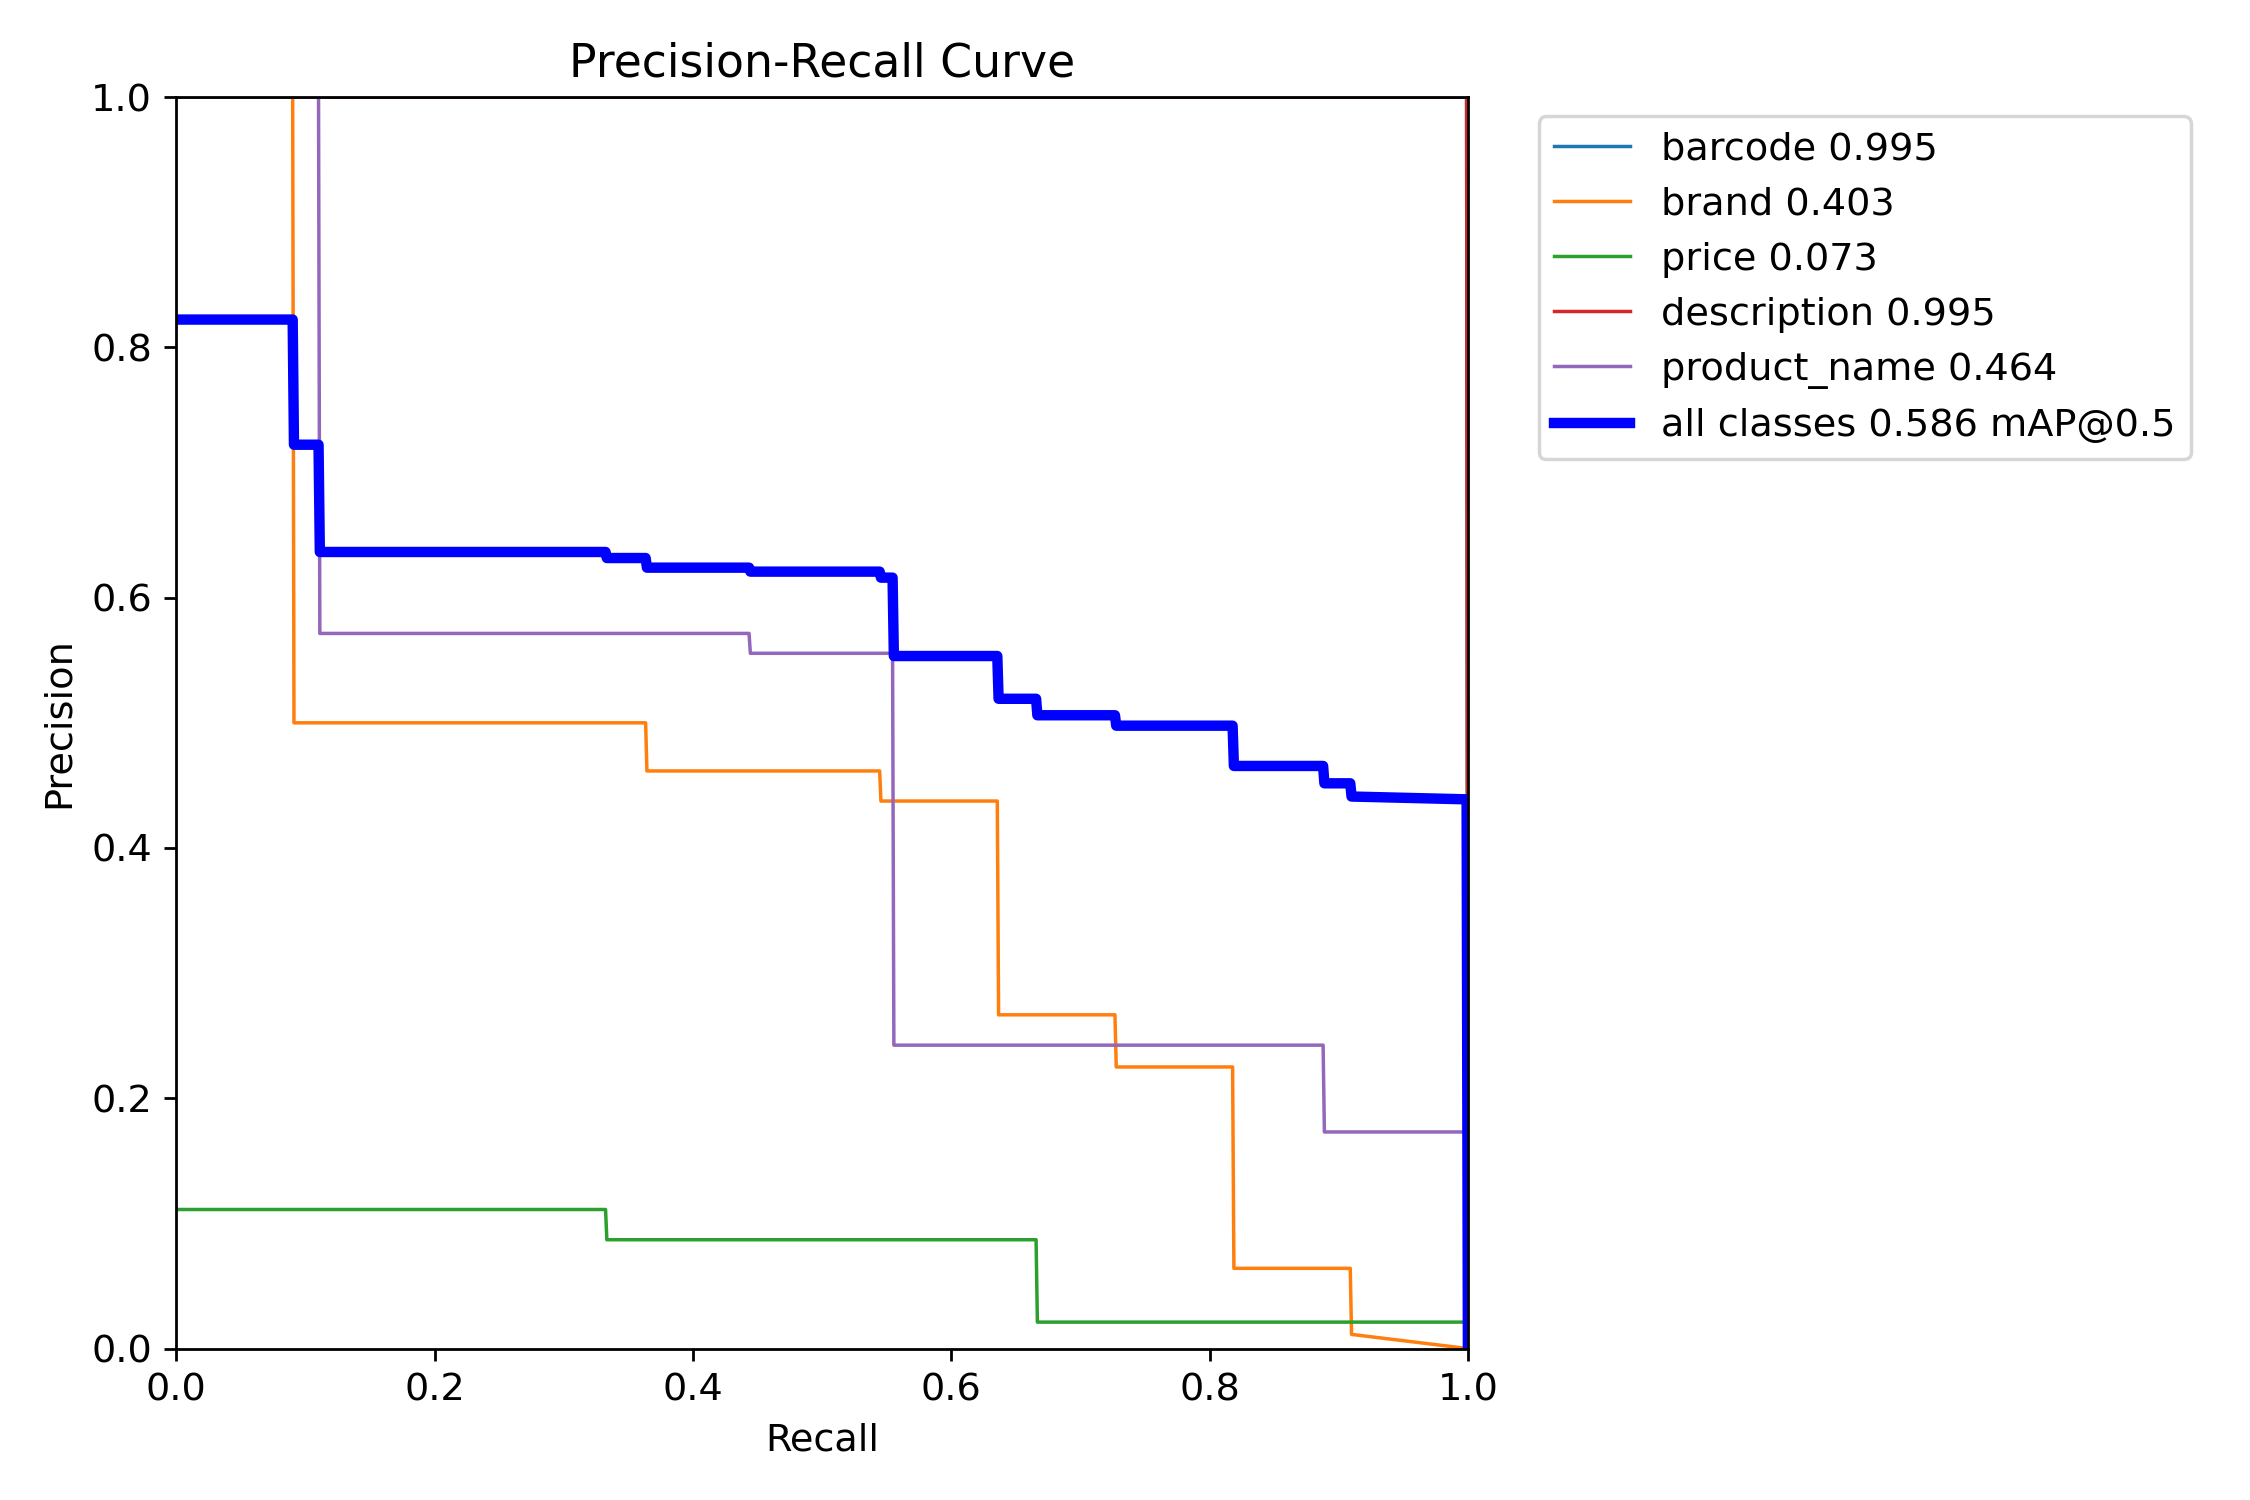 Precision-Recall Curve
1.0
0.8
0.6
0.4
0.2
0.0
Precision
0.0 0.2 0.4 0.6 0.8 1.0
Recall
barcode 0.995
brand 0.403
price 0.073
description 0.995
product_name 0.464
all classes 0.586 mAP@0.5